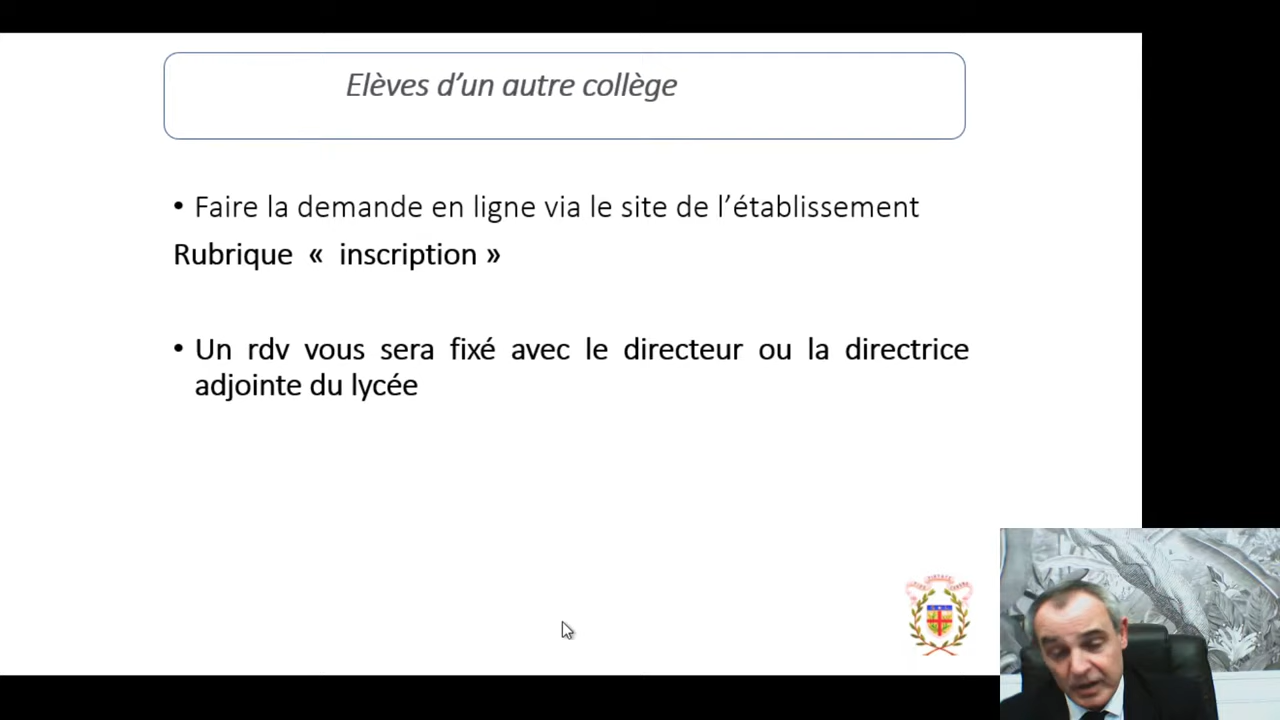 Elèves d’un autre collège
• Faire la demande en ligne via le site de l’établissement
Rubrique « inscription »
• Un rdv vous sera fixé avec le directeur ou la directrice
adjointe du lycée